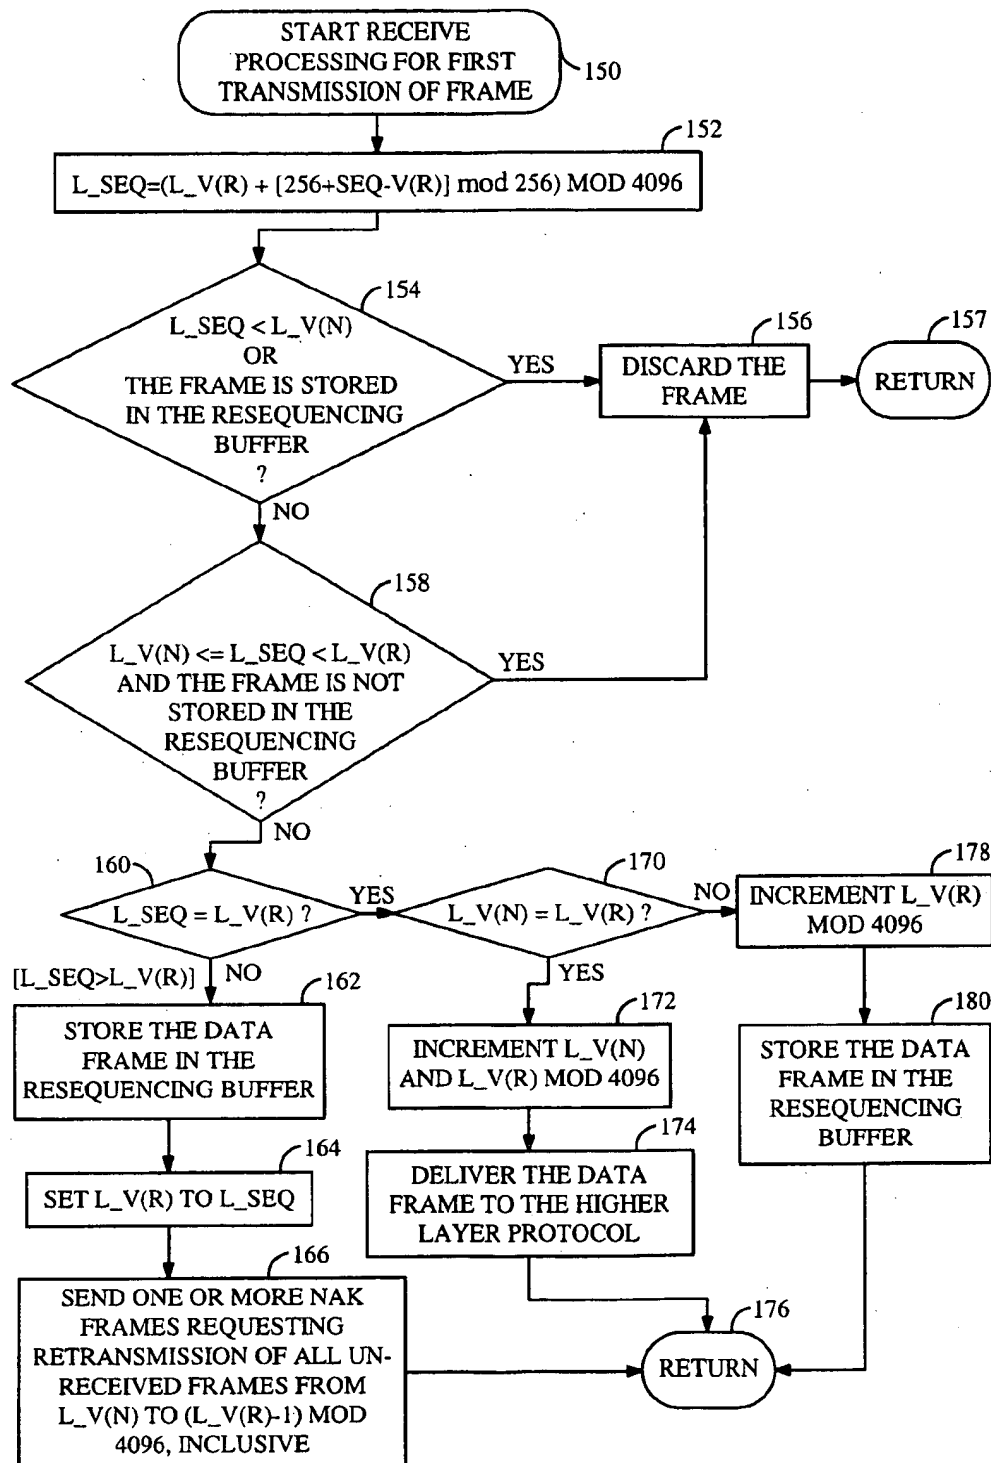 START RECEIVE
PROCESSING FOR FIRST
TRANSMISSION OF FRAME
150
152
L_SEQ=(L_V(R) + [256+SEQ-V(R)] mod 256) MOD 4096
154
L_SEQ < L_V(N)
OR
THE FRAME IS STORED
IN THE RESEQUENCING
BUFFER
?
YES
NO
156
DISCARD THE
FRAME
157
RETURN
158
L_V(N) <= L_SEQ < L_V(R)
AND THE FRAME IS NOT
STORED IN THE
RESEQUENCING
BUFFER
?
YES
NO
160
L_SEQ = L_V(R) ?
YES
[L_SEQ>L_V(R)]
NO
170
L_V(N) = L_V(R) ?
NO
YES
178
INCREMENT L_V(R)
MOD 4096
162
STORE THE DATA
FRAME IN THE
RESEQUENCING BUFFER
172
INCREMENT L_V(N)
AND L_V(R) MOD 4096
180
STORE THE DATA
FRAME IN THE
RESEQUENCING
BUFFER
164
SET L_V(R) TO L_SEQ
174
DELIVER THE DATA
FRAME TO THE HIGHER
LAYER PROTOCOL
166
SEND ONE OR MORE NAK
FRAMES REQUESTING
RETRANSMISSION OF ALL UN-
RECEIVED FRAMES FROM
L_V(N) TO (L_V(R)-1) MOD
4096, INCLUSIVE
176
RETURN